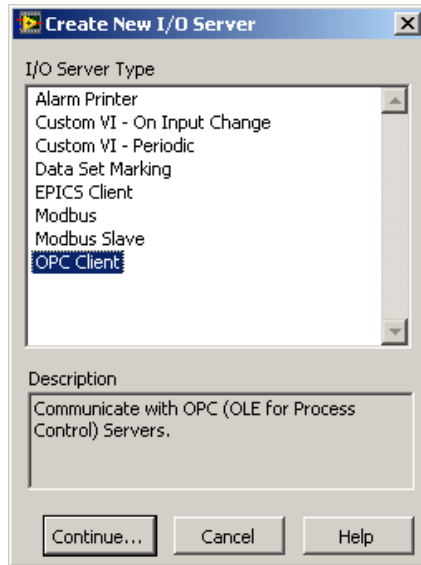 Create New I/O Server
I/O Server Type
Alarm Printer
Custom VI - On Input Change
Custom VI - Periodic
Data Set Marking
EPICS Client
Modbus
Modbus Slave
OPC Client
Description
Communicate with OPC (OLE for Process
Control) Servers.
Continue... Cancel Help